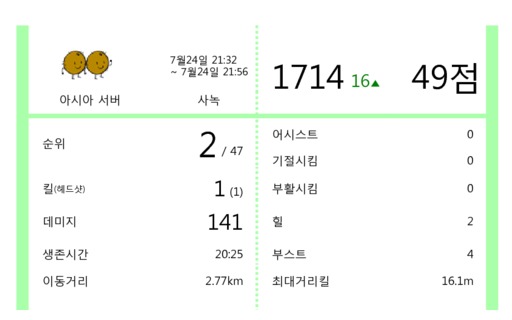 7월24일 21:32
~ 7월24일 21:56
아시아 서버 사녹
1714 16▲ 49점
순위 2 / 47
킬(헤드샷) 1 (1)
데미지 141
생존시간 20:25
이동거리 2.77km
어시스트 0
기절시킴 0
부활시킴 0
힐 2
부스트 4
최대거리킬 16.1m